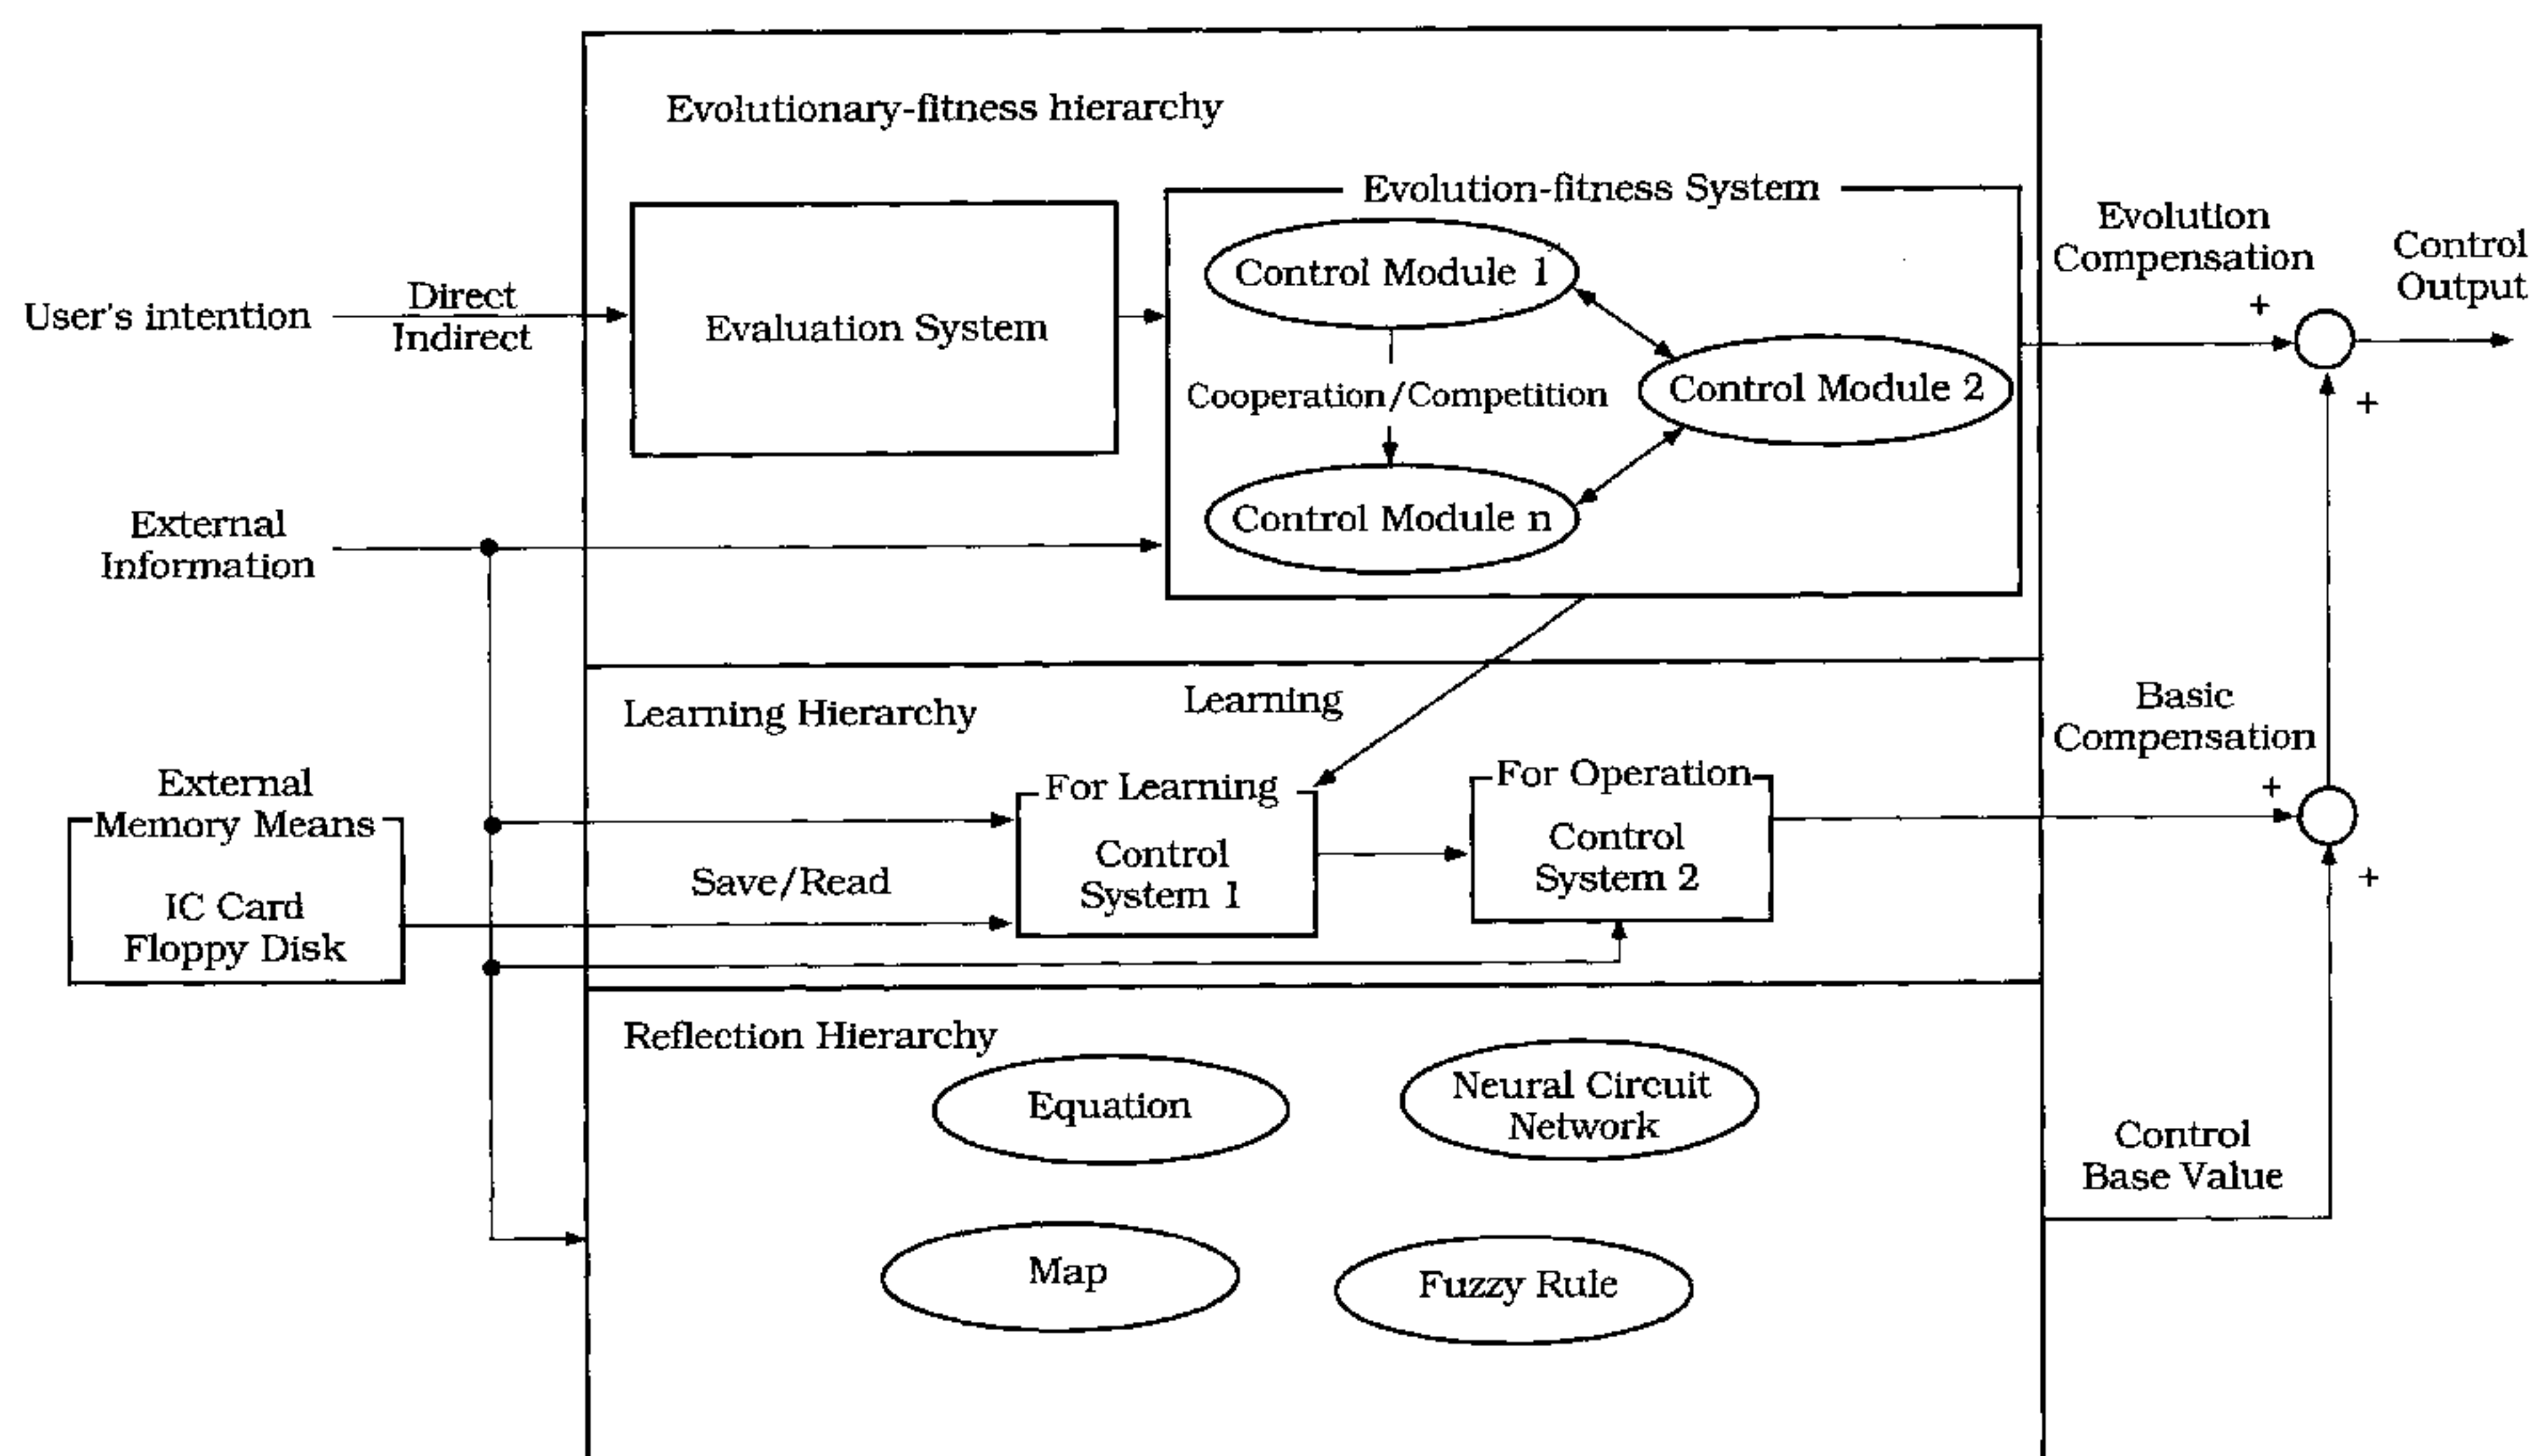 Evolutionary-fitness hierarchy
Evolution-fitness System
Control Module 1
Control Module 2
Cooperation/Competition
Control Module n
Evaluation System
User's intention
Direct
Indirect
External
Information
Evolution
Compensation
+
+
Control
Output
Learning Hierarchy
Learning
External
Memory Means
IC Card
Floppy Disk
Save/Read
For Learning
Control
System 1
For Operation
Control
System 2
Basic
Compensation
+
+
Reflection Hierarchy
Equation
Neural Circuit
Network
Map
Fuzzy Rule
Control
Base Value